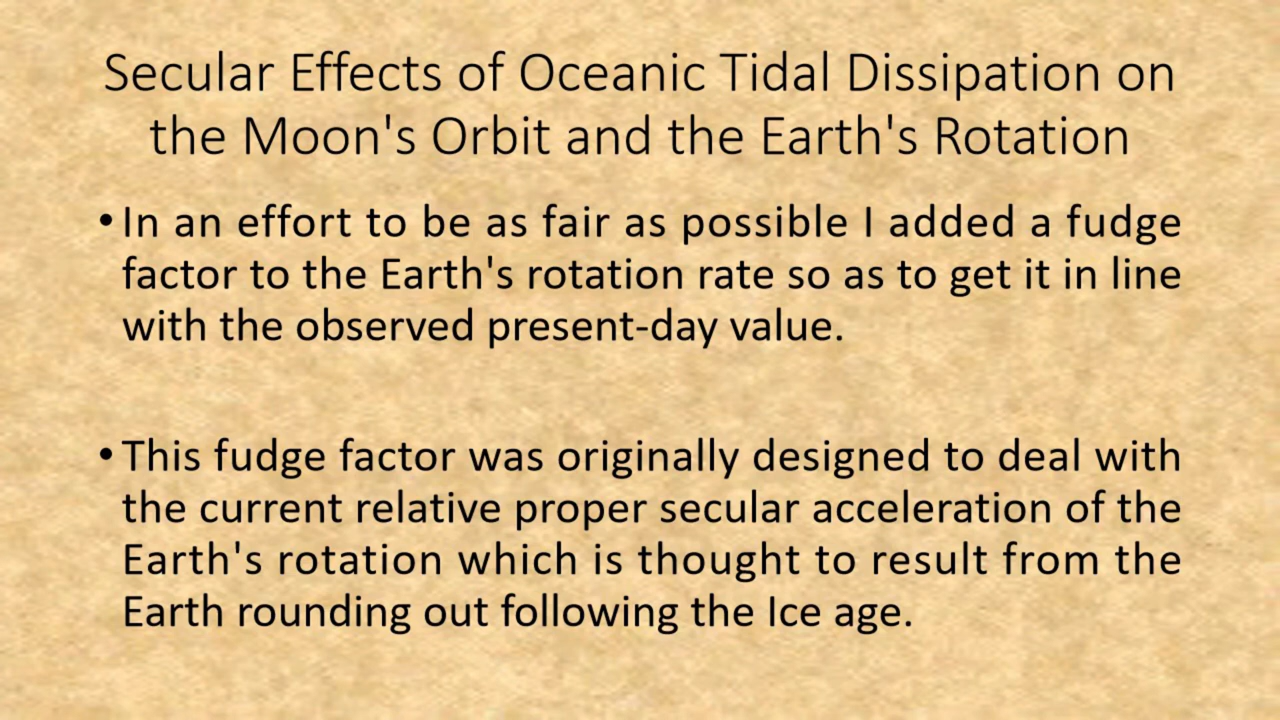 Secular Effects of Oceanic Tidal Dissipation on
the Moon's Orbit and the Earth's Rotation
• In an effort to be as fair as possible I added a fudge
factor to the Earth's rotation rate so as to get it in line
with the observed present-day value.
• This fudge factor was originally designed to deal with
the current relative proper secular acceleration of the
Earth's rotation which is thought to result from the
Earth rounding out following the Ice age.